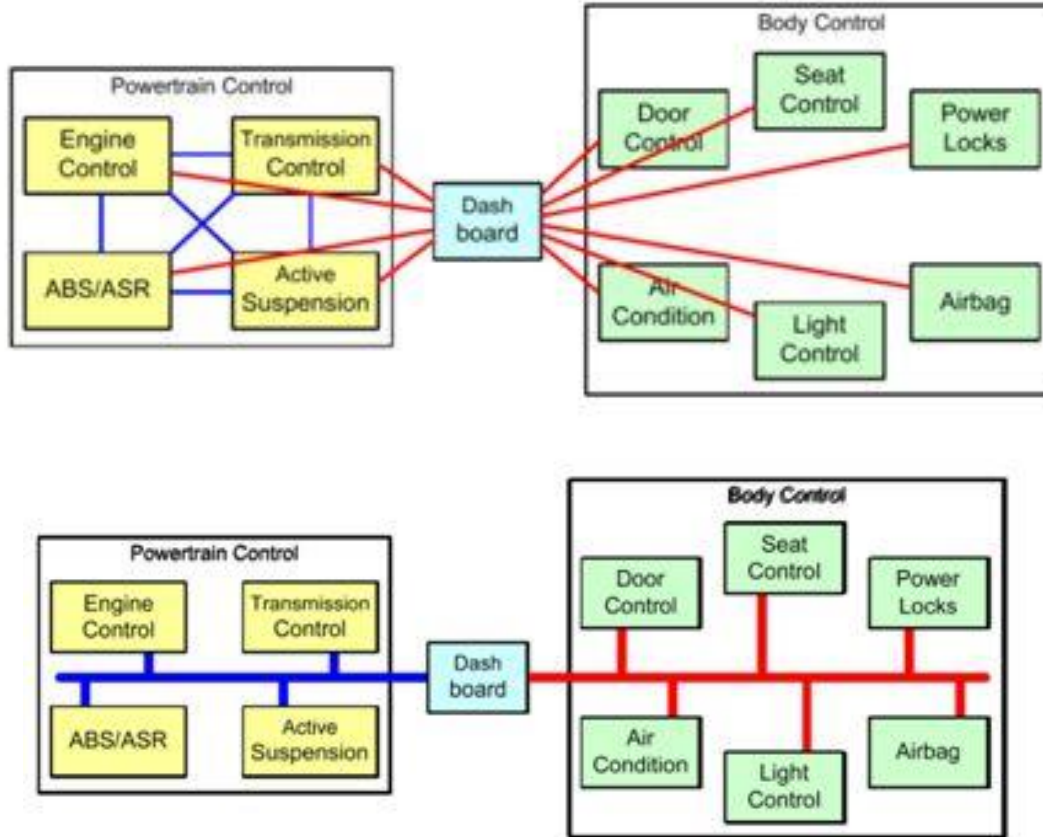 Powertrain Control
Engine
Control
Transmission
Control
ABS/ASR
Active
Suspension
Dash
board
Body Control
Door
Control
Seat
Control
Power
Locks
Air
Condition
Light
Control
Airbag
Powertrain Control
Engine
Control
Transmission
Control
ABS/ASR
Active
Suspension
Dash
board
Body Control
Door
Control
Seat
Control
Power
Locks
Air
Condition
Light
Control
Airbag